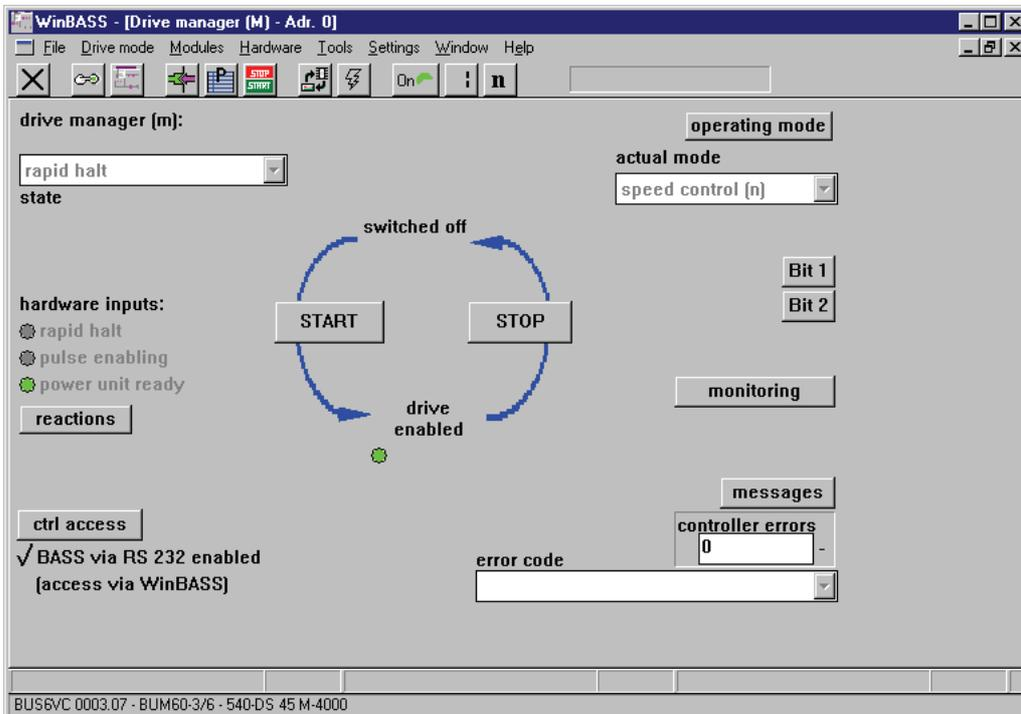 WinBASS - [Drive manager (M) - Adr. 0]
File Drive mode Modules Hardware Tools Settings Window Help
P STOP START On n
drive manager (m):
operating mode
actual mode
rapid halt
speed control (n)
state
switched off
Bit 1
hardware inputs:
Bit 2
START
STOP
rapid halt
pulse enabling
power unit ready
monitoring
reactions
drive
enabled
messages
ctrl access
controller errors
0 -
BASS via RS 232 enabled
error code
(access via WinBASS)
BUS6VC 0003.07 - BUM60-3/6 - 540-DS 45 M-4000